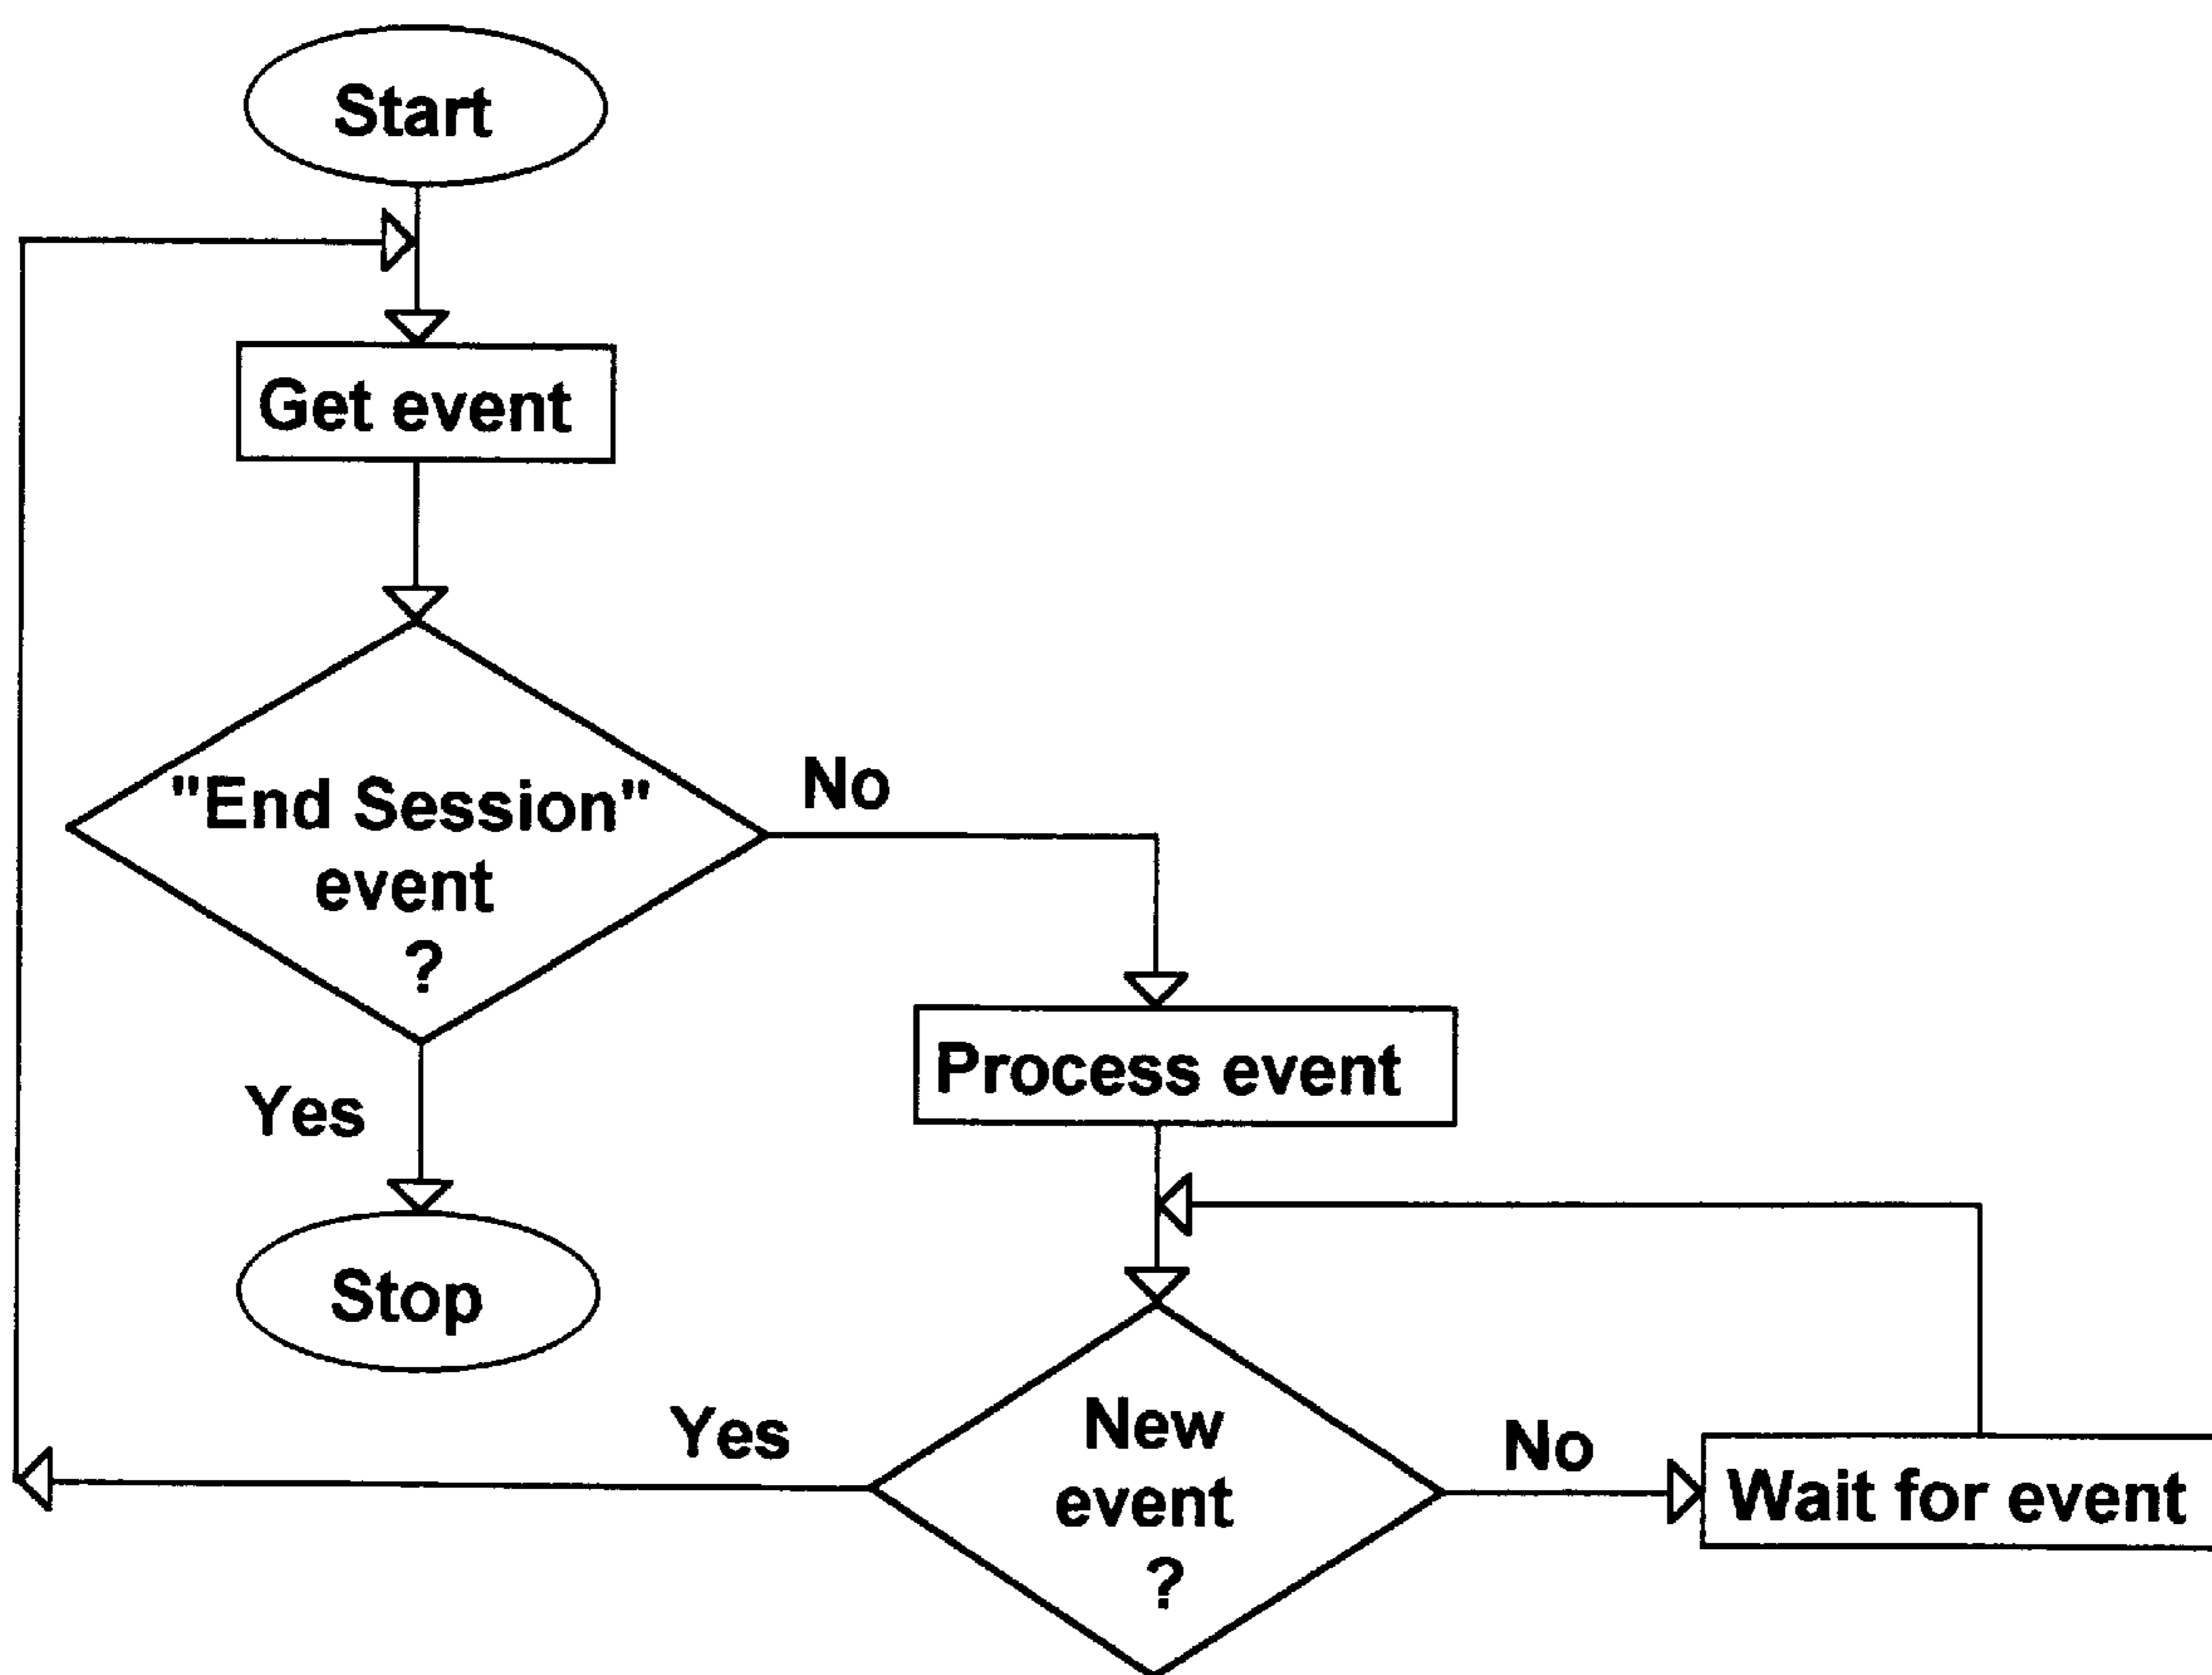 Start
Get event
"End Session"
event
?
No
Yes
Process event
Stop
New
event
?
Yes
No
Wait for event